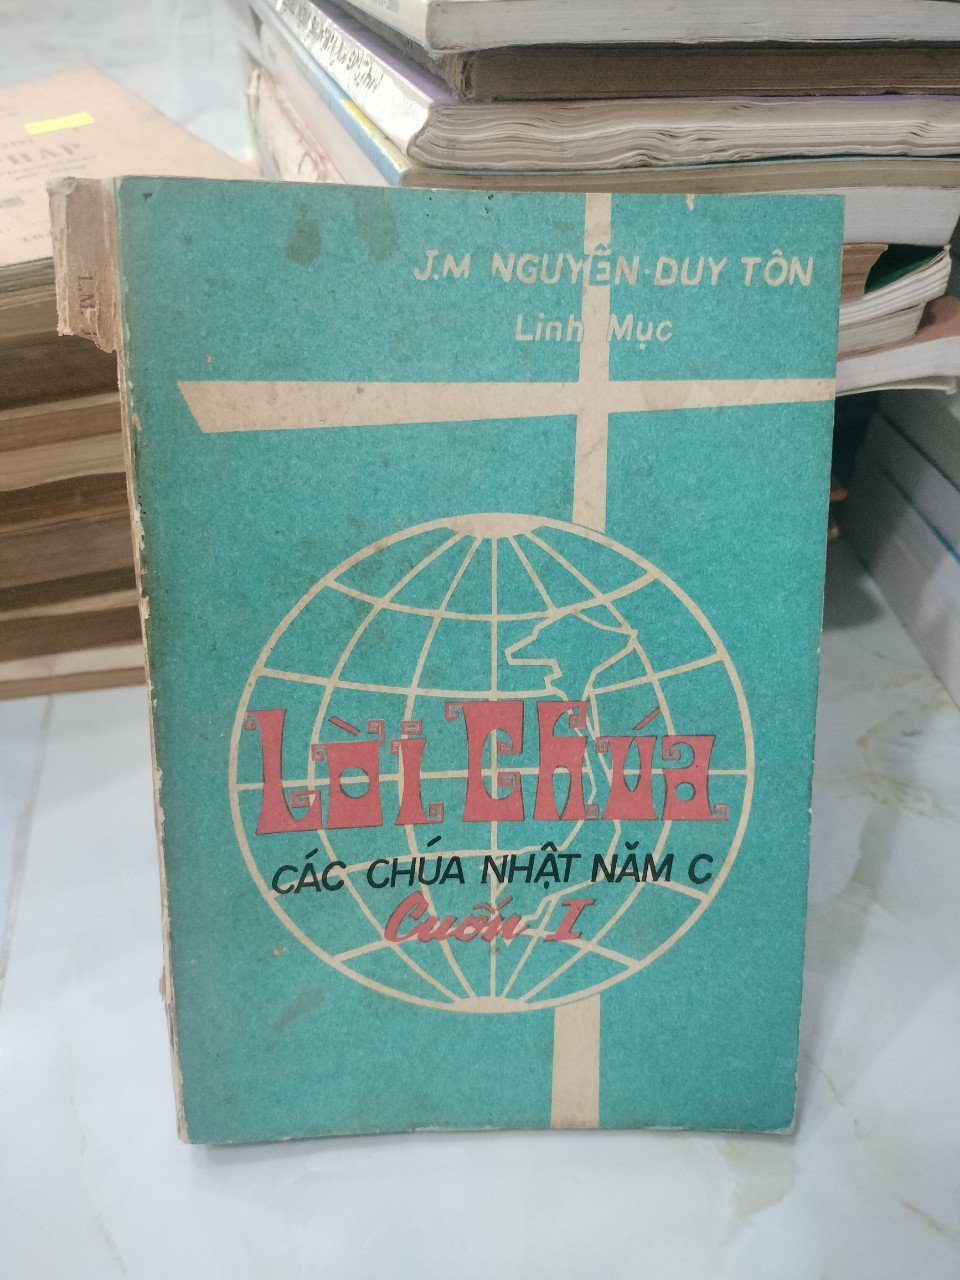 J.M NGUYỄN DUY TÔN
Linh Mục
Lời Chúa
CÁC CHÚA NHẬT NĂM C
Cuốn I
L.M